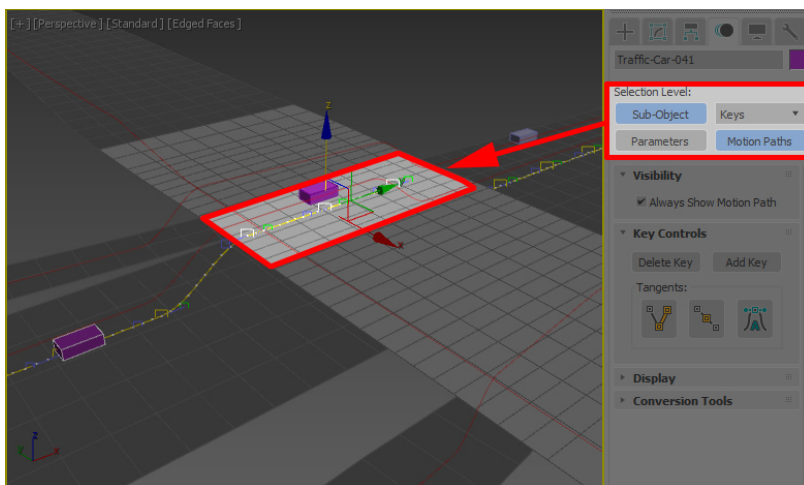 [+] [Perspective] [Standard] [Edged Faces]
Traffic-Car-041
Selection Level:
Sub-Object Keys
Parameters Motion Paths
Visibility
Always Show Motion Path
Key Controls
Delete Key Add Key
Tangents:
Display
Conversion Tools
z
x
z
y x